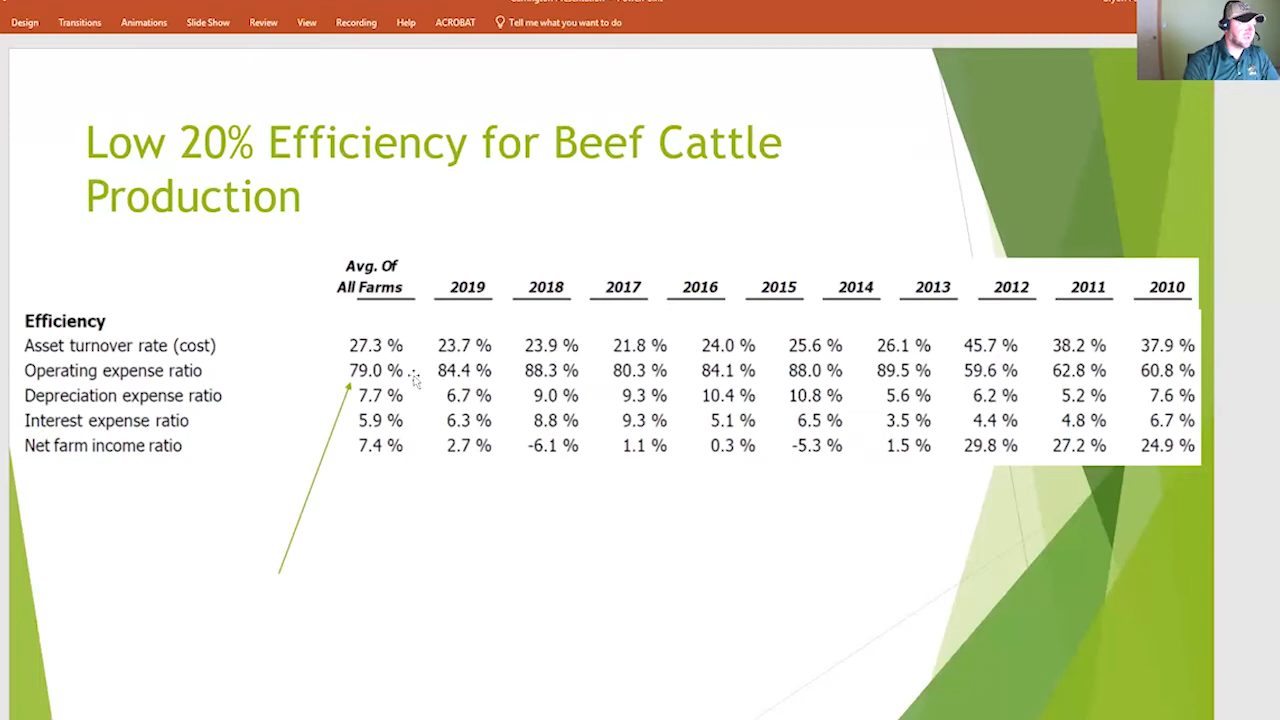 Design Transitions Animations Slide Show Review View Recording Help ACROBAT Tell me what you want to do
Low 20% Efficiency for Beef Cattle
Production
Avg. Of
All Farms 2019 2018 2017 2016 2015 2014 2013 2012 2011 2010
Efficiency
Asset turnover rate (cost) 27.3 % 23.7 % 23.9 % 21.8 % 24.0 % 25.6 % 26.1 % 45.7 % 38.2 % 37.9 %
Operating expense ratio 79.0 % 84.4 % 88.3 % 80.3 % 84.1 % 88.0 % 89.5 % 59.6 % 62.8 % 60.8 %
Depreciation expense ratio 7.7 % 6.7 % 9.0 % 9.3 % 10.4 % 10.8 % 5.6 % 6.2 % 5.2 % 7.6 %
Interest expense ratio 5.9 % 6.3 % 8.8 % 9.3 % 5.1 % 6.5 % 3.5 % 4.4 % 4.8 % 6.7 %
Net farm income ratio 7.4 % 2.7 % -6.1 % 1.1 % 0.3 % -5.3 % 1.5 % 29.8 % 27.2 % 24.9 %